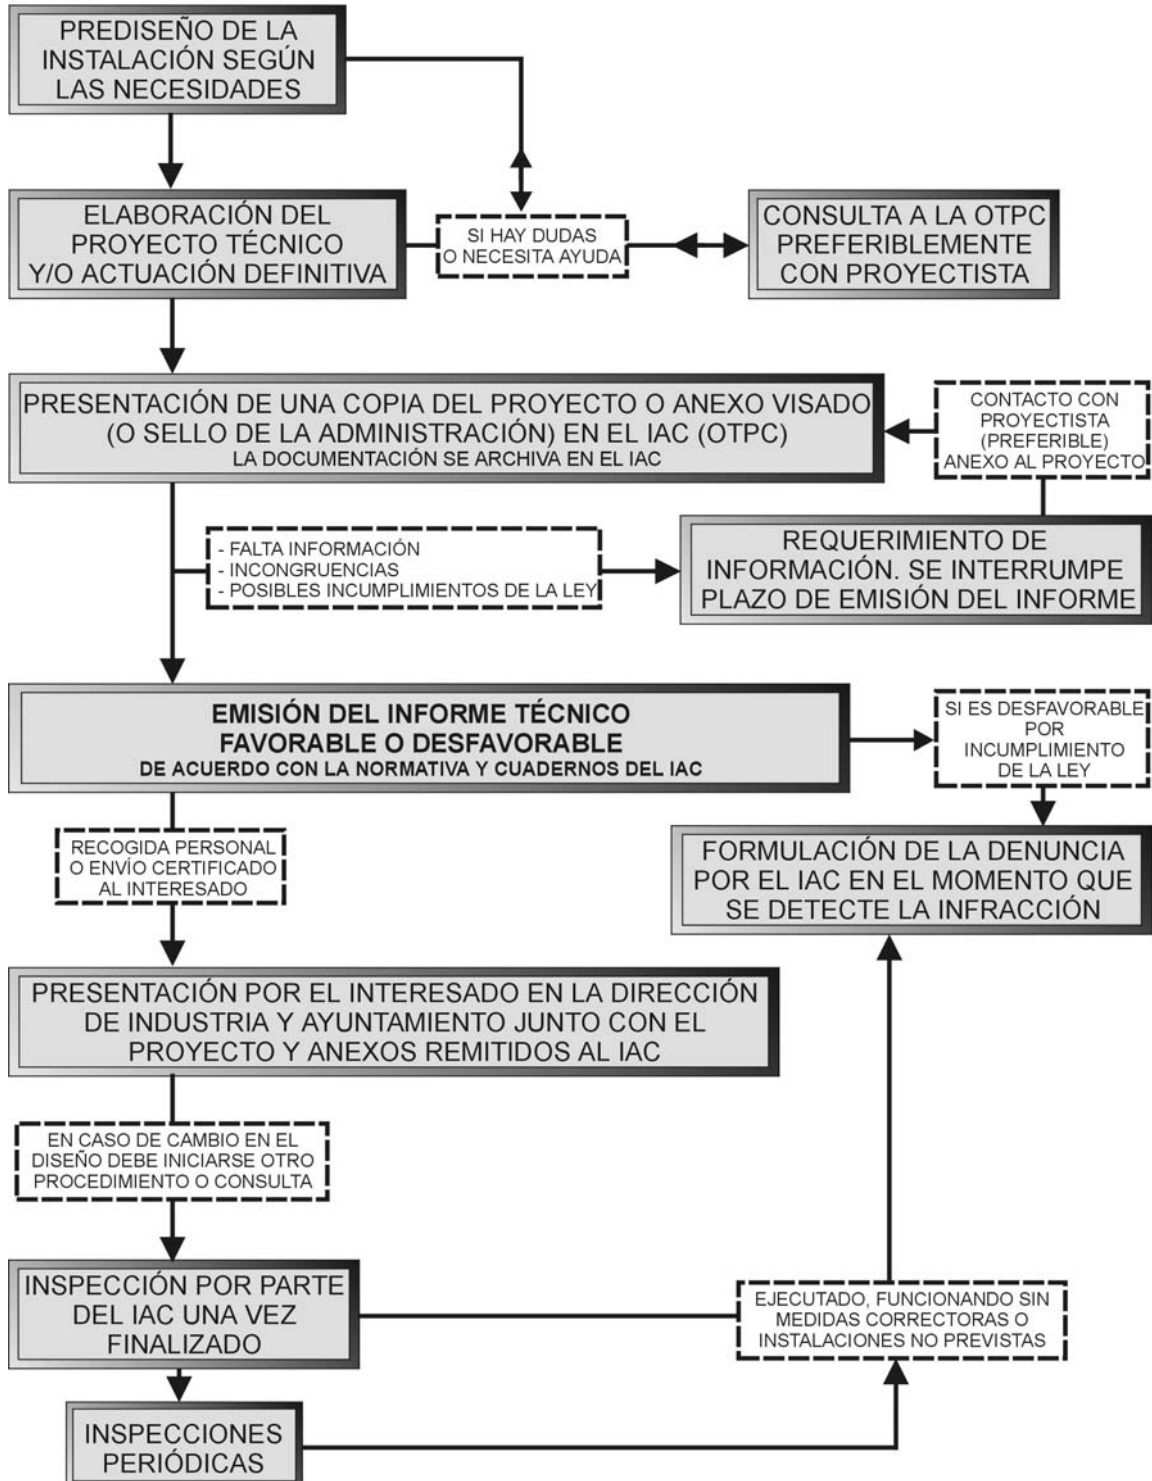 PREDISEÑO DE LA
INSTALACIÓN SEGÚN
LAS NECESIDADES
ELABORACIÓN DEL
PROYECTO TÉCNICO
Y/O ACTUACIÓN DEFINITIVA
SI HAY DUDAS
O NECESITA AYUDA
CONSULTA A LA OTPC
PREFERIBLEMENTE
CON PROYECTISTA
PRESENTACIÓN DE UNA COPIA DEL PROYECTO O ANEXO VISADO
(O SELLO DE LA ADMINISTRACIÓN) EN EL IAC (OTPC)
LA DOCUMENTACIÓN SE ARCHIVA EN EL IAC
CONTACTO CON
PROYECTISTA
(PREFERIBLE)
ANEXO AL PROYECTO
- FALTA INFORMACIÓN
- INCONGRUENCIAS
- POSIBLES INCUMPLIMIENTOS DE LA LEY
REQUERIMIENTO DE
INFORMACIÓN. SE INTERRUMPE
PLAZO DE EMISIÓN DEL INFORME
EMISIÓN DEL INFORME TÉCNICO
FAVORABLE O DESFAVORABLE
DE ACUERDO CON LA NORMATIVA Y CUADERNOS DEL IAC
SI ES DESFAVORABLE
POR
INCUMPLIMIENTO
DE LA LEY
RECOGIDA PERSONAL
O ENVÍO CERTIFICADO
AL INTERESADO
FORMULACIÓN DE LA DENUNCIA
POR EL IAC EN EL MOMENTO QUE
SE DETECTE LA INFRACCIÓN
PRESENTACIÓN POR EL INTERESADO EN LA DIRECCIÓN
DE INDUSTRIA Y AYUNTAMIENTO JUNTO CON EL
PROYECTO Y ANEXOS REMITIDOS AL IAC
EN CASO DE CAMBIO EN EL
DISEÑO DEBE INICIARSE OTRO
PROCEDIMIENTO O CONSULTA
INSPECCIÓN POR PARTE
DEL IAC UNA VEZ
FINALIZADO
EJECUTADO, FUNCIONANDO SIN
MEDIDAS CORRECTORAS O
INSTALACIONES NO PREVISTAS
INSPECCIONES
PERIÓDICAS